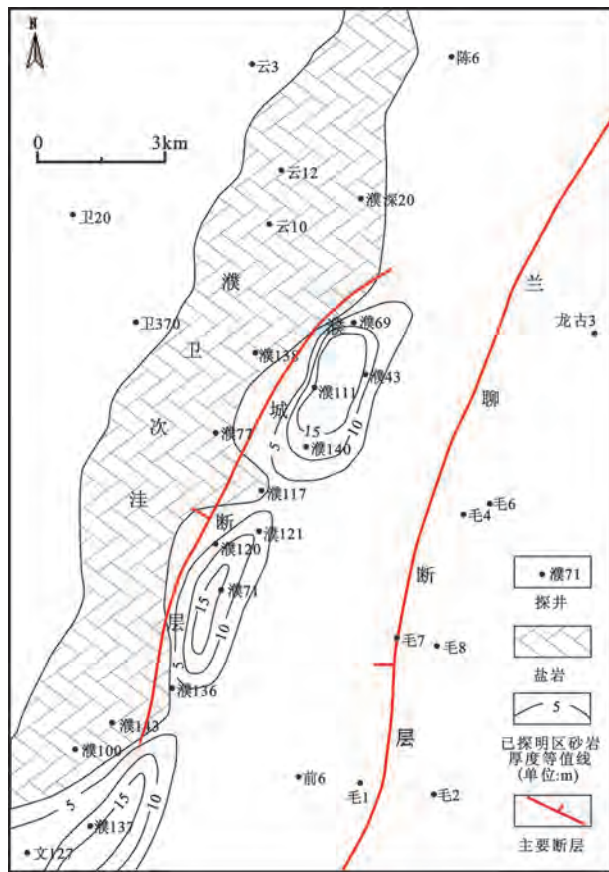 N
0 3km
云3
陈6
云12
濮深20
卫20
云10
濮
卫
次
洼
兰
聊
断
层
卫370
龙古3
濮69
濮138
濮43
濮111
濮
城
断
层
15
10
5
濮77
濮140
濮117
毛6
毛4
濮121
濮120
濮71
15
10
5
毛7
毛8
濮136
濮143
濮100
前6
毛1
毛2
5
15
10
濮137
文127
濮71
探井
盐岩
5
已探明区砂岩
厚度等值线
(单位:m)
主要断层